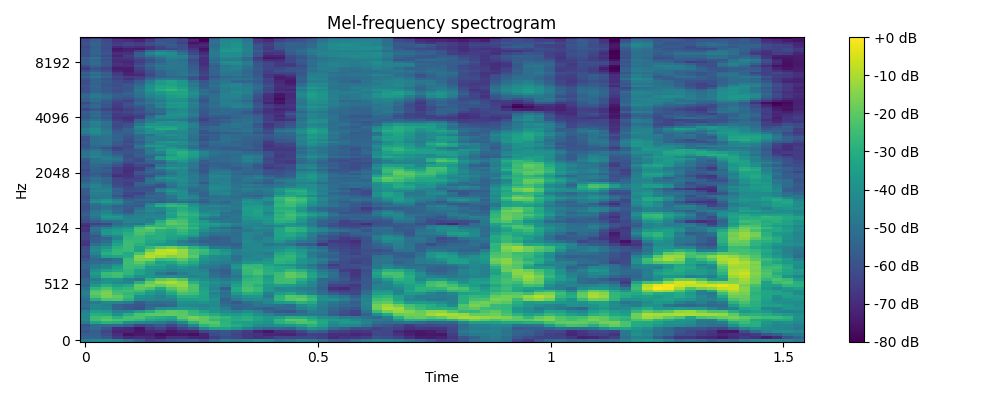 Mel-frequency spectrogram
Hz
8192
4096
2048
1024
512
0
0
0.5
1
1.5
Time
+0 dB
-10 dB
-20 dB
-30 dB
-40 dB
-50 dB
-60 dB
-70 dB
-80 dB